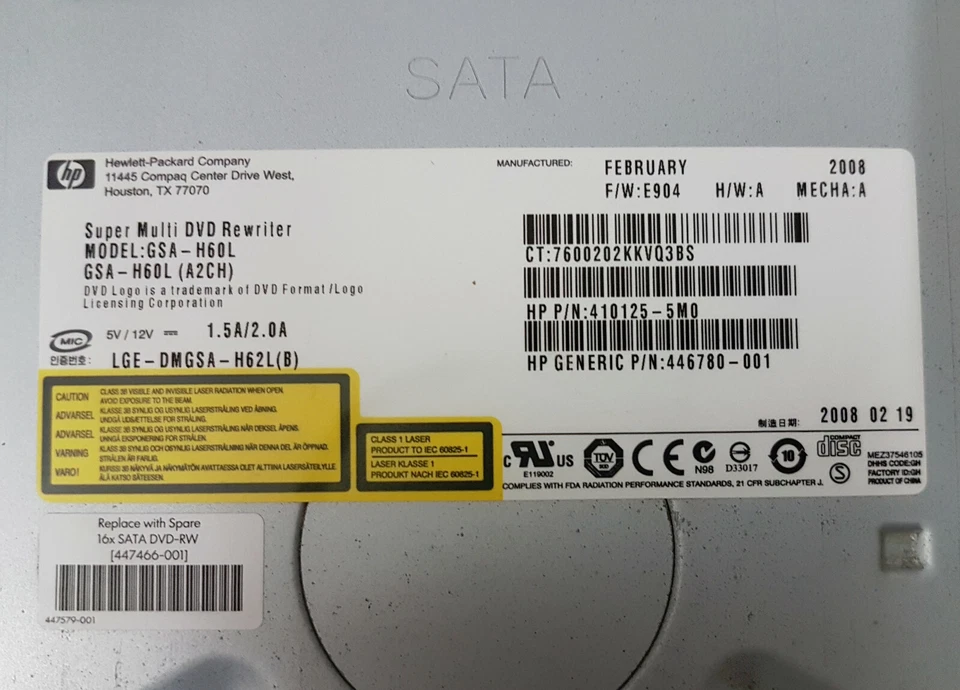 SATA
hp
Hewlett-Packard Company
11445 Compaq Center Drive West,
Houston, TX 77070
MANUFACTURED: FEBRUARY 2008
F/W:E904 H/W:A MECHA:A
Super Multi DVD Rewriter
MODEL:GSA-H60L
GSA-H60L (A2CH)
DVD Logo is a trademark of DVD Format/Logo
Licensing Corporation
CT:7600202KKVQ3BS
HP P/N:410125-5M0
HP GENERIC P/N:446780-001
MIC 5V / 12V 1.5A/2.0A
인증번호: LGE-DMGSA-H62L(B)
制造日期: 2008 02 19
CAUTION CLASS 3B VISIBLE AND INVISIBLE LASER RADIATION WHEN OPEN.
AVOID EXPOSURE TO THE BEAM.
ADVARSEL KLASSE 3B SYNLIG OG USYNLIG LASERSTRÅLING VED ÅBNING.
UNDGÅ UDSÆTTELSE FOR STRÅLING.
ADVARSEL KLASSE 3B SYNLIG OG USYNLIG LASERSTRÅLING NÅR DEKSEL ÅPNES.
UNNGÅ EKSPONERING FOR STRÅLEN.
VARNING KLASS 3B SYNLIG OCH OSYNLIG LASERSTRÅLNING NÄR DENNA DEL ÄR ÖPPNAD.
STRÅLEN ÄR FARLIG.
VARO! KURSSI 3B NÄKYVÄ JA NÄKYMÄTÖN AVATTAESSA OLET ALTTIINA LASERSÄTEILYLLE.
ÄLÄ KATSO SÄTEESEEN.
CLASS 1 LASER
PRODUCT TO IEC 60825-1
LASER KLASSE 1
PRODUKT NACH IEC 60825-1
c RU US
E119002
TÜV
CE
N98
D33017
10
S
COMPACT
disc
MEZ37546105
DHHS CODE:GH
FACTORY ID:GH
PRODUCT OF CHINA
COMPLIES WITH FDA RADIATION PERFORMANCE STANDARDS, 21 CFR SUBCHAPTER J.
Replace with Spare
16x SATA DVD-RW
[447466-001]
447579-001